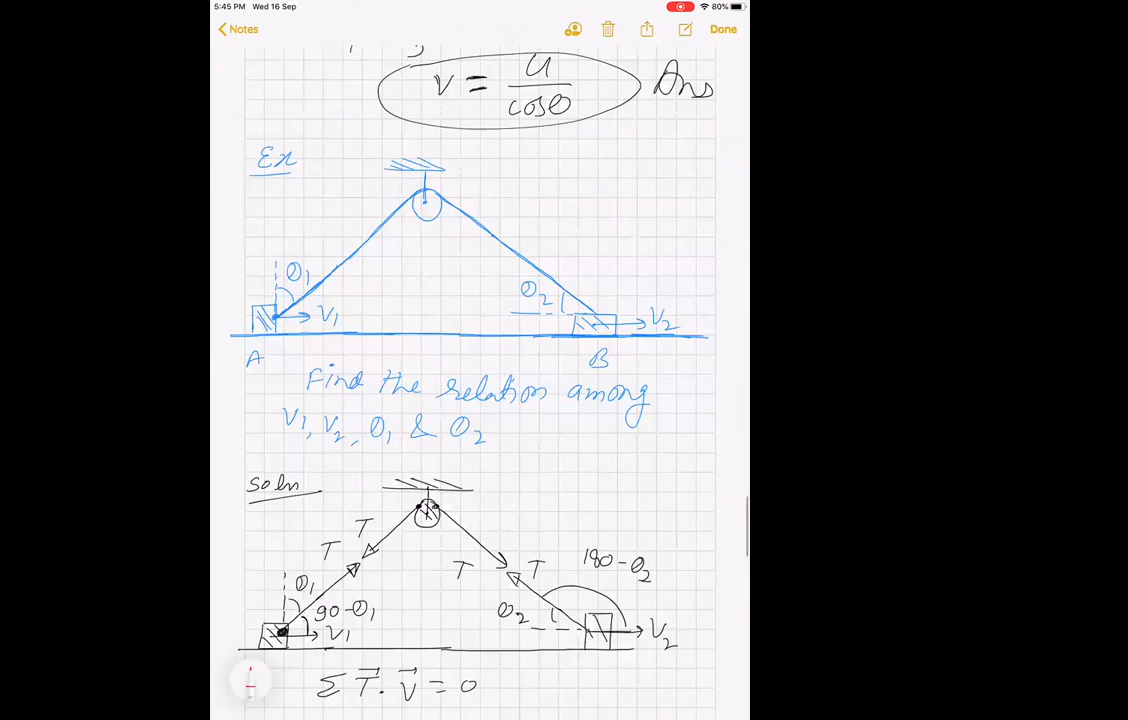 5:45 PM Wed 16 Sep
80%
Notes
Done
v = u/cosθ Ans
Ex
θ1
θ2
V1
V2
A
B
Find the relation among
V1, V2, θ1 & θ2
Soln
T
T
T
T
180-θ2
θ1
90-θ1
θ2
V1
V2
Σ T⃗. v⃗ = 0